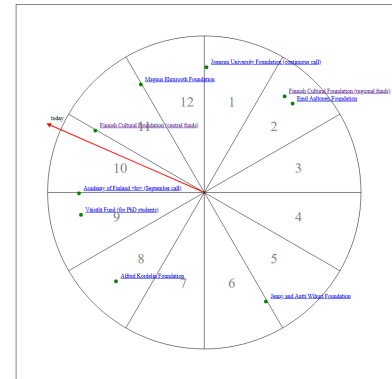 Joensuu University Foundation (continuous call)
Magnus Ehrnrooth Foundation
Finnish Cultural Foundation (regional funds)
Emil Aaltonen Foundation
12
1
today
Finnish Cultural Foundation (central funds)
11
2
10
3
Academy of Finland <br> (September call)
Väisälä Fund (for PhD students)
9
4
8
5
Alfred Kordelin Foundation
7
6
Jenny and Antti Wihuri Foundation